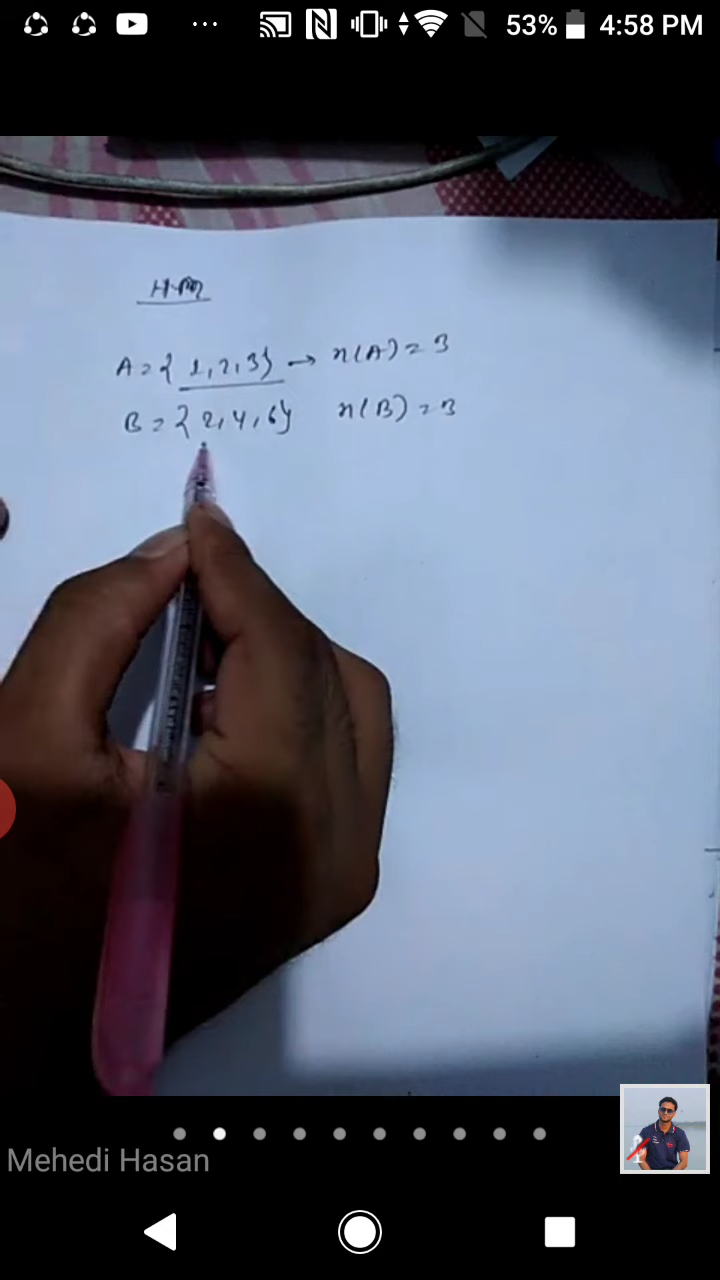 53% 4:58 PM
A = { 1, 2, 3} → n(A) = 3
B = { 2, 4, 6} n(B) = 3
Mehedi Hasan